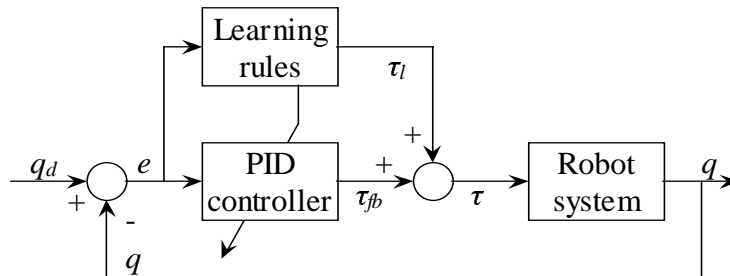 Learning
rules
τl
+
qd
e
PID
controller
+
τfb
τ
Robot
system
q
+
-
q